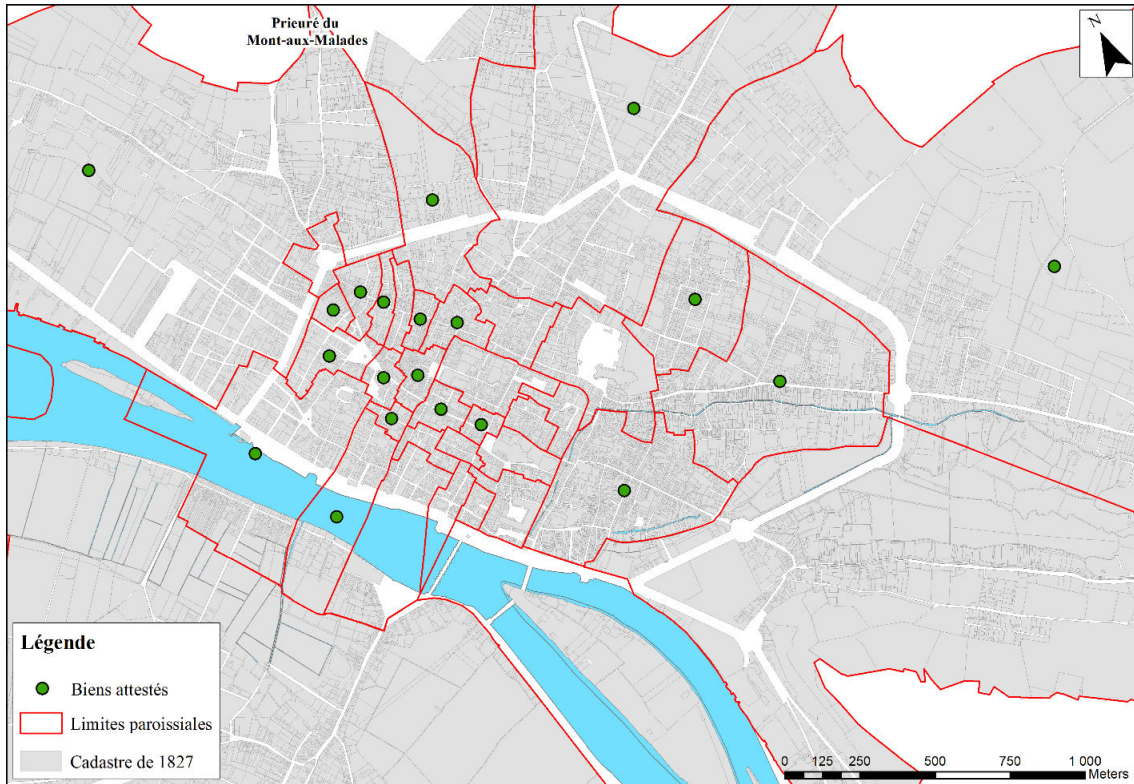 Prieuré du
Mont-aux-Malades
N
Légende
Biens attestés
Limites paroissiales
Cadastre de 1827
0 125 250 500 750 1 000
Meters